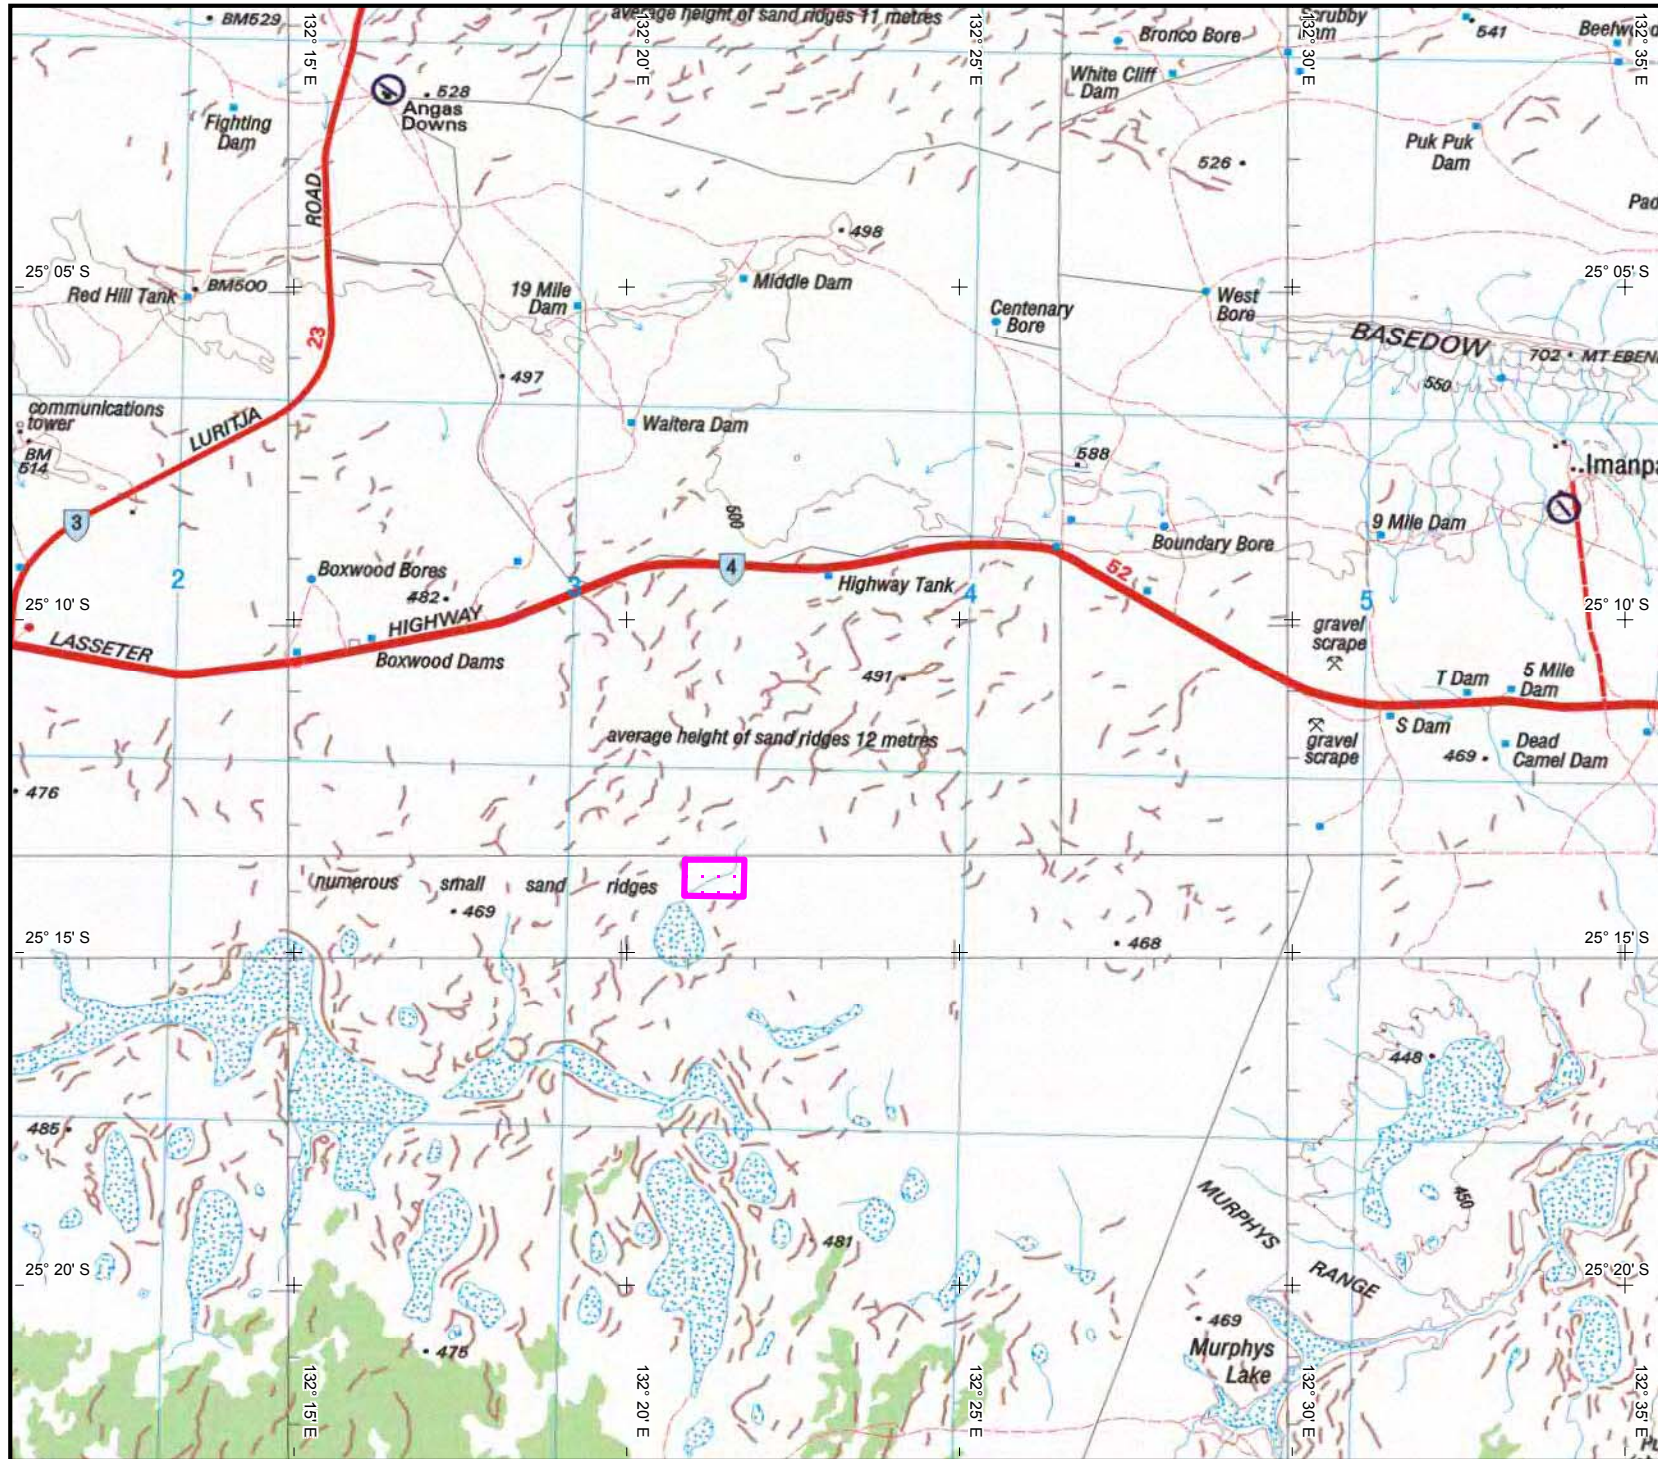 BM529
132° 15' E
average height of sand ridges 11 metres
132° 20' E
132° 25' E
Bronco Bore
132° 30' E
541
132° 35' E
White Cliff
Dam
528
Angas
Downs
Fighting
Dam
526
Puk Puk
Dam
ROAD
498
25° 05' S
BM500
Red Hill Tank
19 Mile
Dam
Middle Dam
Centenary
Bore
West
Bore
25° 05' S
23
BASEDOW
702
MT EBEN
550
497
communications
tower
BM
514
LURITJA
Waltera Dam
588
Imanpa
3
500
9 Mile Dam
Boundary Bore
Boxwood Bores
2
3
4
Highway Tank
4
52
5
482
25° 10' S
HIGHWAY
LASSETER
Boxwood Dams
25° 10' S
gravel
scrape
491
T Dam
5 Mile
Dam
S Dam
average height of sand ridges 12 metres
gravel
scrape
469
Dead
Camel Dam
476
numerous small sand ridges
469
25° 15' S
468
25° 15' S
448
485
MURPHYS
RANGE
450
481
25° 20' S
25° 20' S
469
Murphys
Lake
475
132° 15' E
132° 20' E
132° 25' E
132° 30' E
132° 35' E